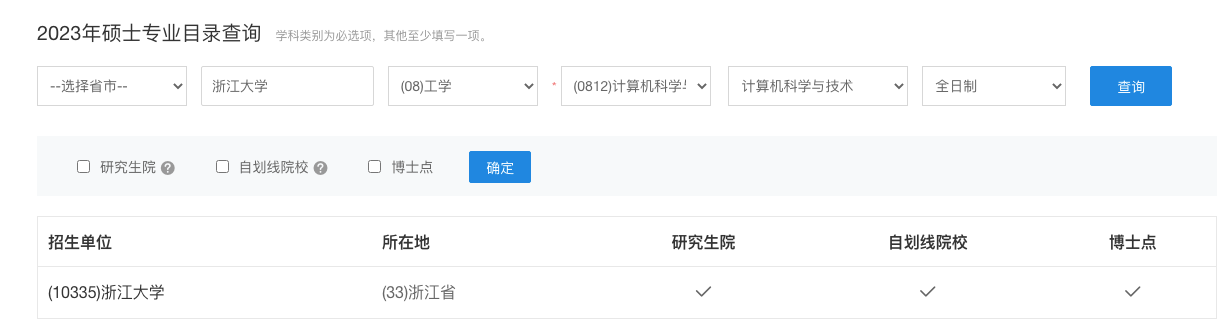 2023年硕士专业目录查询 学科类别为必选项，其他至少填写一项。
--选择省市-- 浙江大学 (08)工学 * (0812)计算机科学与 计算机科学与技术 全日制 查询
研究生院 ? 自划线院校 ? 博士点 确定
招生单位 所在地 研究生院 自划线院校 博士点
(10335)浙江大学 (33)浙江省